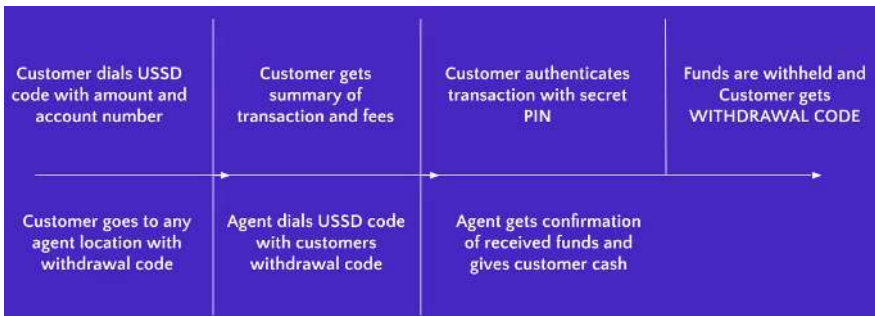 Customer dials USSD
code with amount and
account number
Customer gets
summary of
transaction and fees
Customer authenticates
transaction with secret
PIN
Funds are withheld and
Customer gets
WITHDRAWAL CODE
Customer goes to any
agent location with
withdrawal code
Agent dials USSD code
with customers
withdrawal code
Agent gets confirmation
of received funds and
gives customer cash